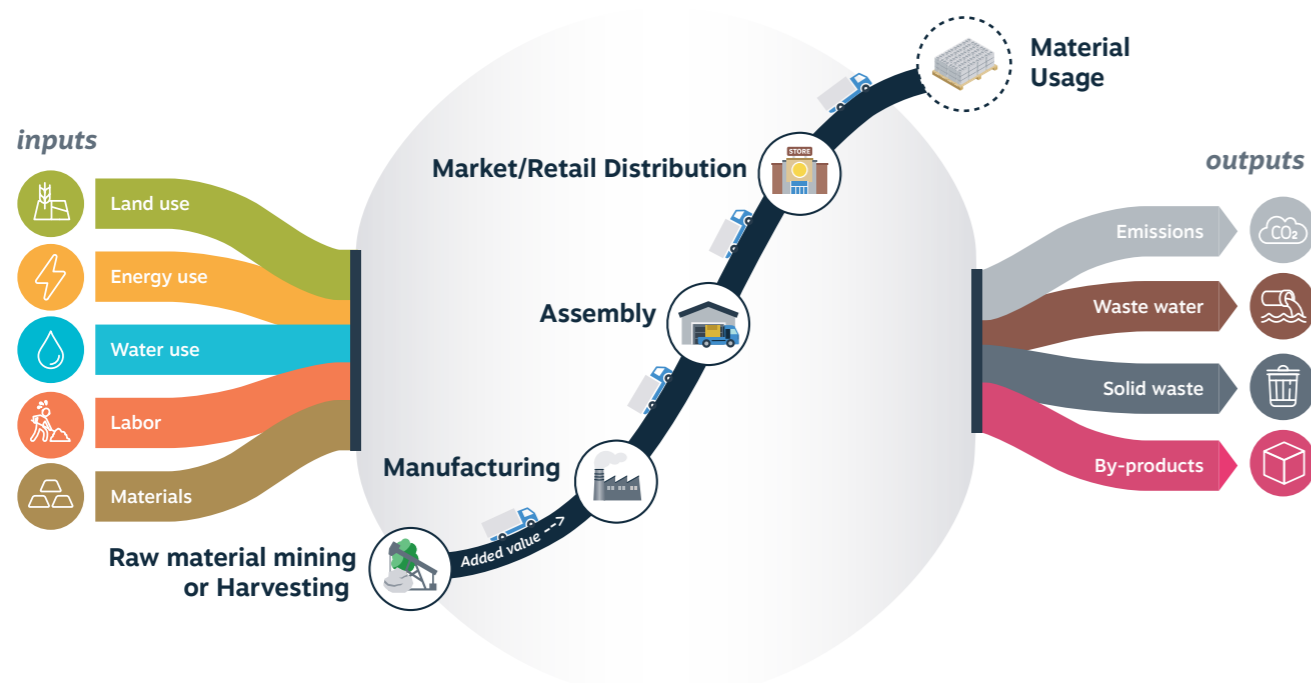 Material
Usage
inputs
STORE
Market/Retail Distribution
outputs
Land use
Emissions
Energy use
CO₂
Waste water
Assembly
Water use
Solid waste
Labor
Manufacturing
By-products
Materials
Added value -->
Raw material mining
or Harvesting